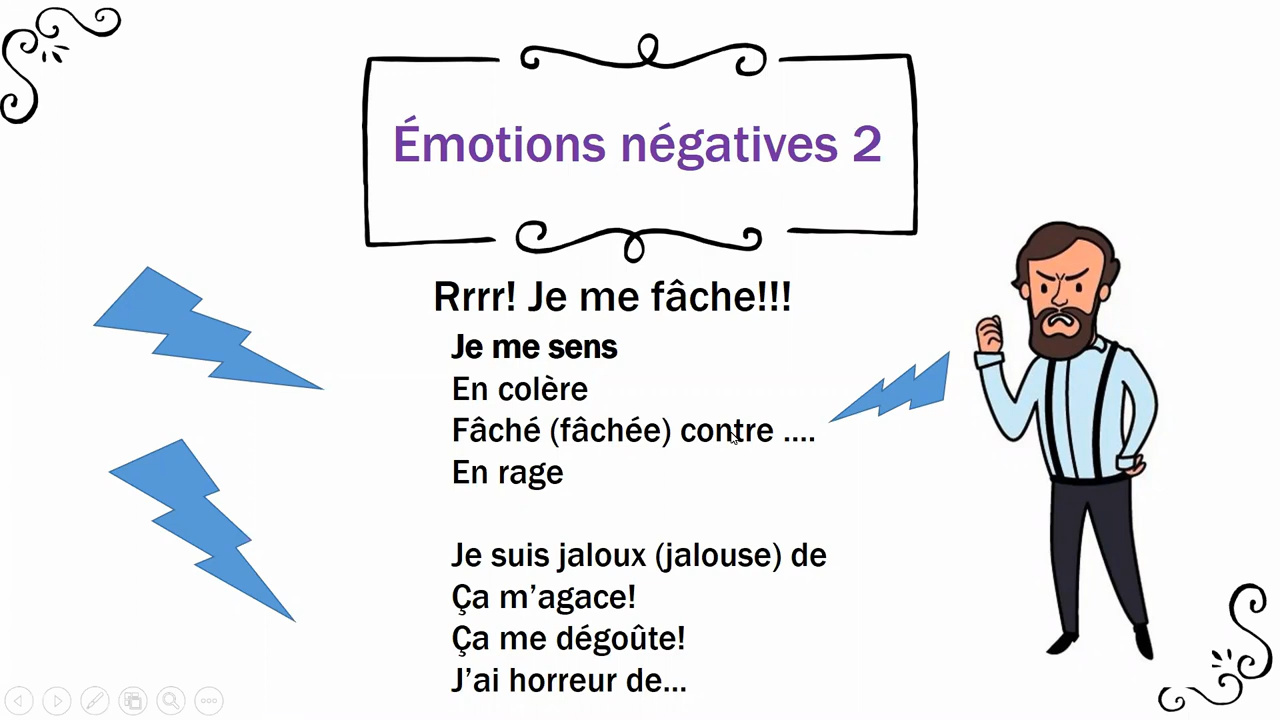 Émotions négatives 2
Rrrr! Je me fâche!!!
Je me sens
En colère
Fâché (fâchée) contre ....
En rage
Je suis jaloux (jalouse) de
Ça m’agace!
Ça me dégoûte!
J’ai horreur de...